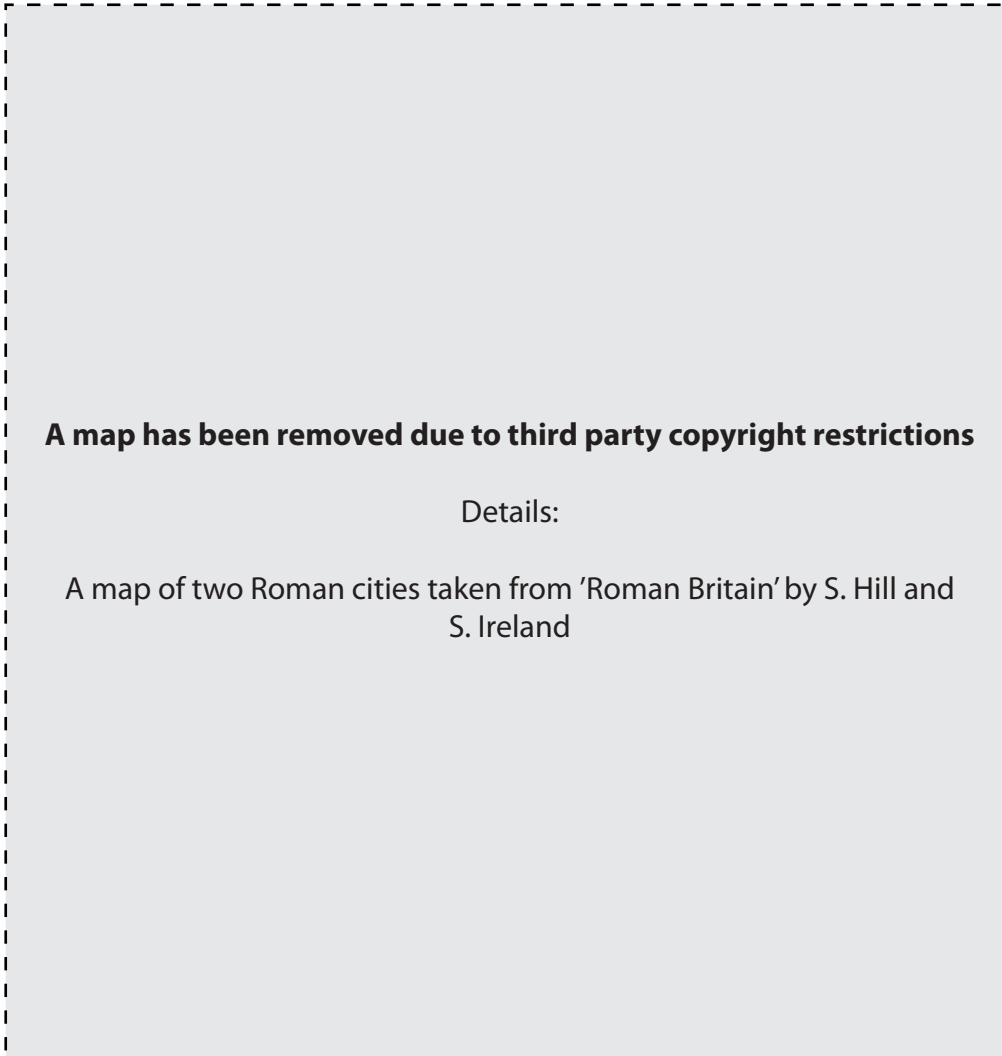 A map has been removed due to third party copyright restrictions
Details:
A map of two Roman cities taken from ’Roman Britain’ by S. Hill and
S. Ireland